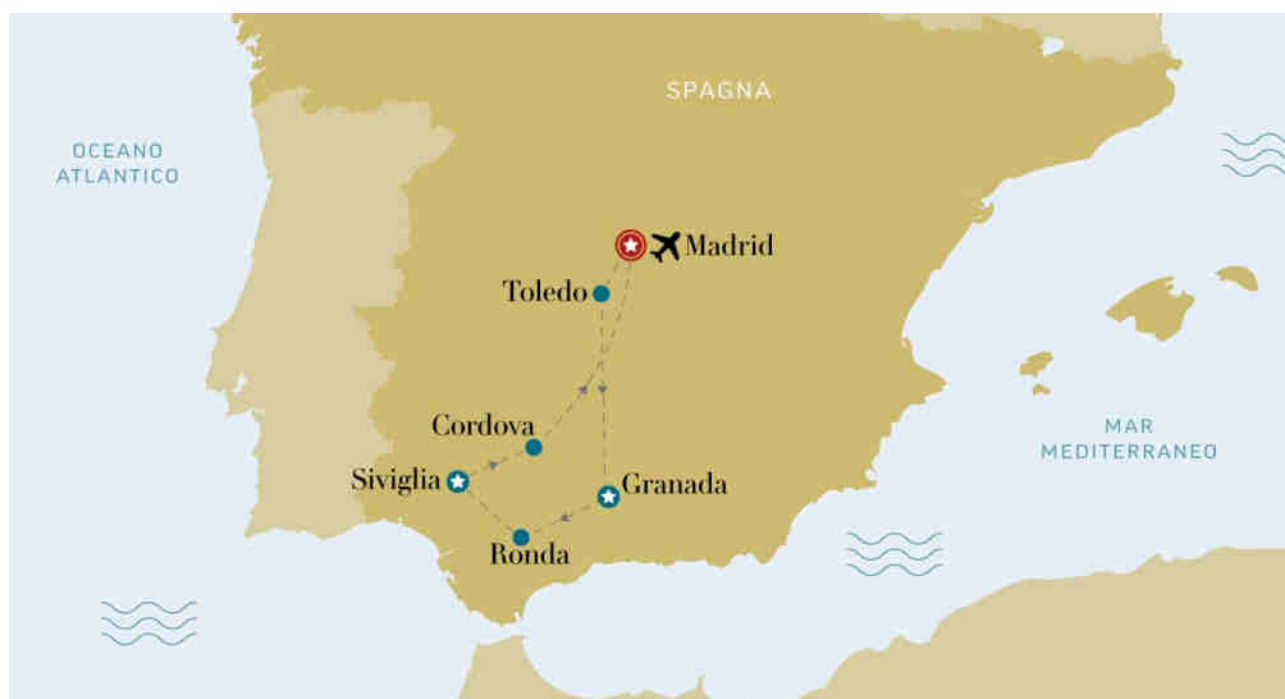 SPAGNA
OCEANO
ATLANTICO
Madrid
Toledo
Cordova
MAR
MEDITERRANEO
Siviglia
Granada
Ronda